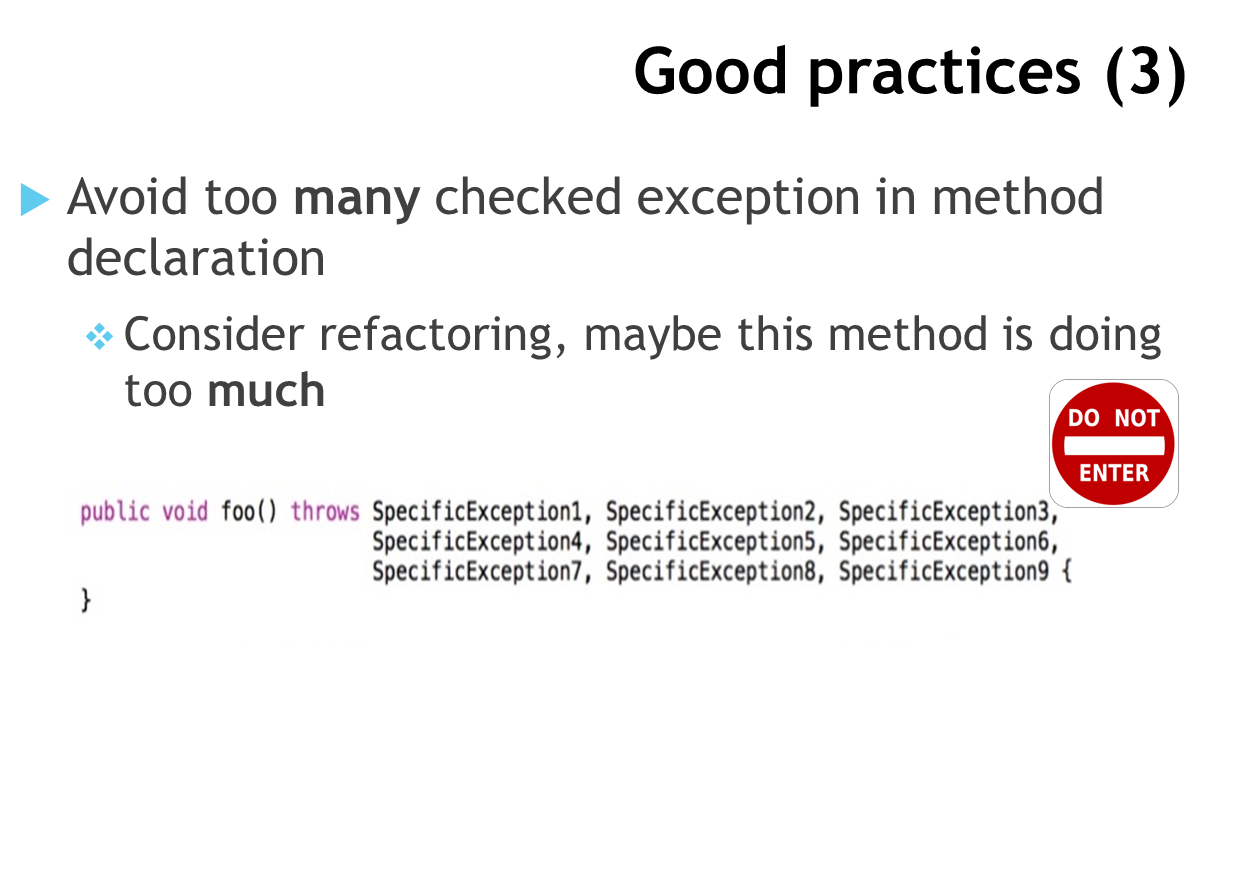 Good practices (3)
Avoid too many checked exception in method
declaration
Consider refactoring, maybe this method is doing
too much
DO NOT
ENTER
public void foo() throws SpecificException1, SpecificException2, SpecificException3,
SpecificException4, SpecificException5, SpecificException6,
SpecificException7, SpecificException8, SpecificException9 {
}